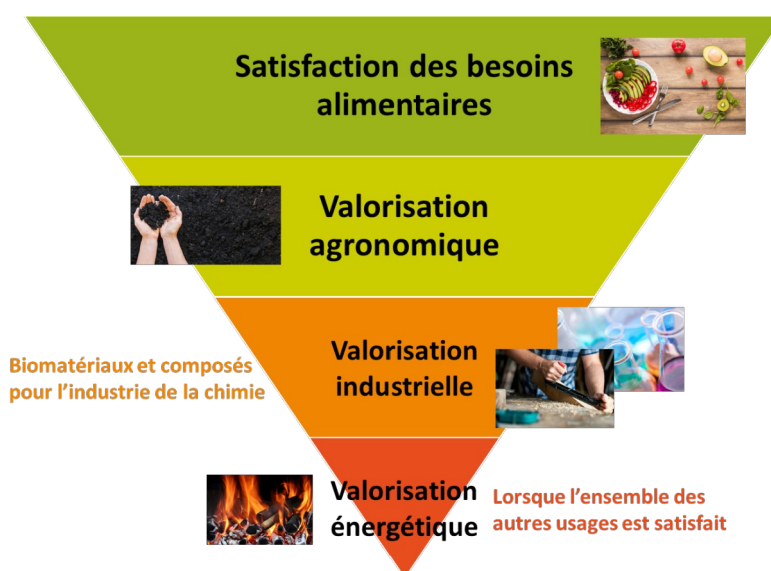 Satisfaction des besoins
alimentaires
Valorisation
agronomique
Valorisation
industrielle
Biomatériaux et composés
pour l'industrie de la chimie
Valorisation
énergétique
Lorsque l'ensemble des
autres usages est satisfait